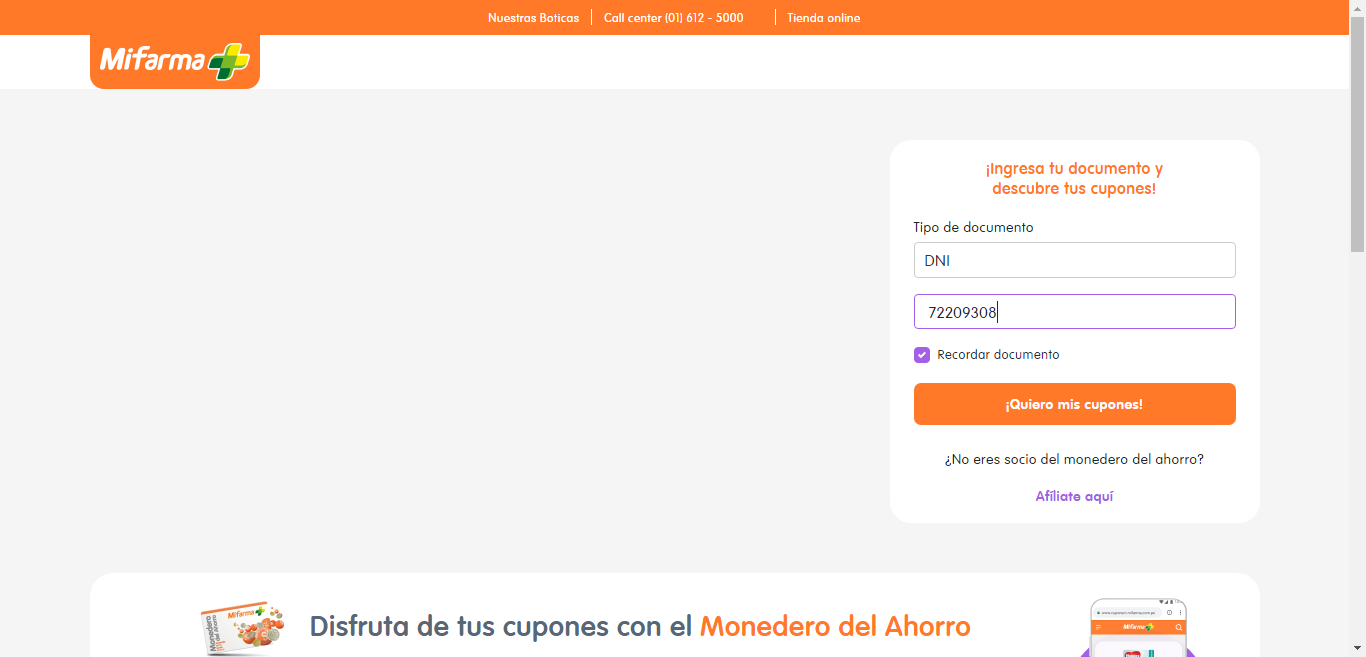 Nuestras Boticas
Call center (01) 612 - 5000
Tienda online
Mifarma
¡Ingresa tu documento y
descubre tus cupones!
Tipo de documento
DNI
72209308
Recordar documento
¡Quiero mis cupones!
¿No eres socio del monedero del ahorro?
Afíliate aquí
Mifarma
Monedero
del Ahorro
Disfruta de tus cupones con el Monedero del Ahorro
Mifarma